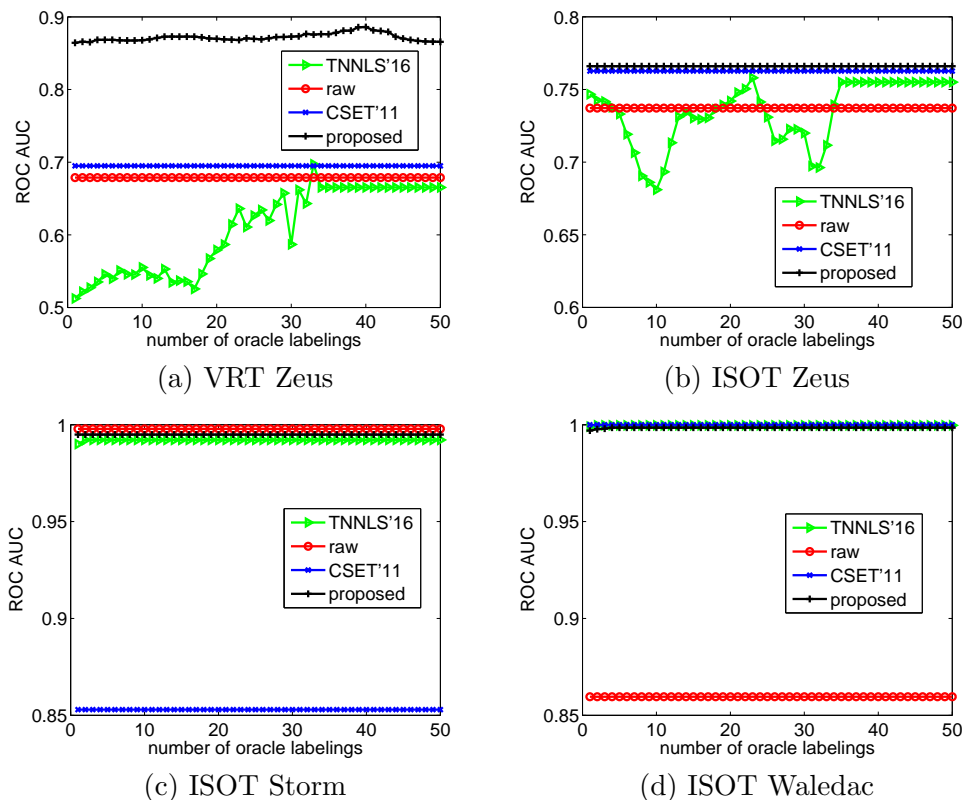 0.9
0.8
0.7
0.6
0.5
ROC AUC
0 10 20 30 40 50
number of oracle labelings
TNNLS'16
raw
CSET'11
proposed
(a) VRT Zeus
0.8
0.75
0.7
0.65
0.6
ROC AUC
0 10 20 30 40 50
number of oracle labelings
TNNLS'16
raw
CSET'11
proposed
(b) ISOT Zeus
1
0.95
0.9
0.85
ROC AUC
0 10 20 30 40 50
number of oracle labelings
TNNLS'16
raw
CSET'11
proposed
(c) ISOT Storm
1
0.95
0.9
0.85
ROC AUC
0 10 20 30 40 50
number of oracle labelings
TNNLS'16
raw
CSET'11
proposed
(d) ISOT Waledac